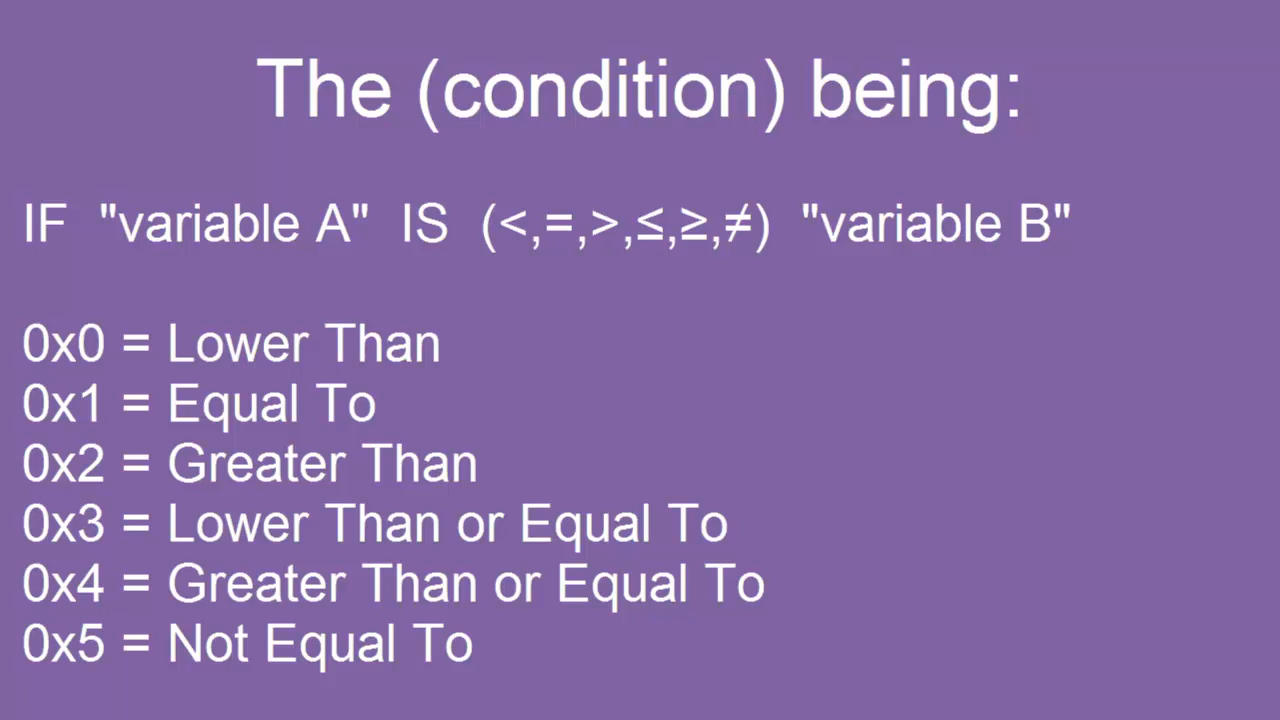 The (condition) being:
IF "variable A" IS (<,=,>,≤,≥,≠) "variable B"
0x0 = Lower Than
0x1 = Equal To
0x2 = Greater Than
0x3 = Lower Than or Equal To
0x4 = Greater Than or Equal To
0x5 = Not Equal To